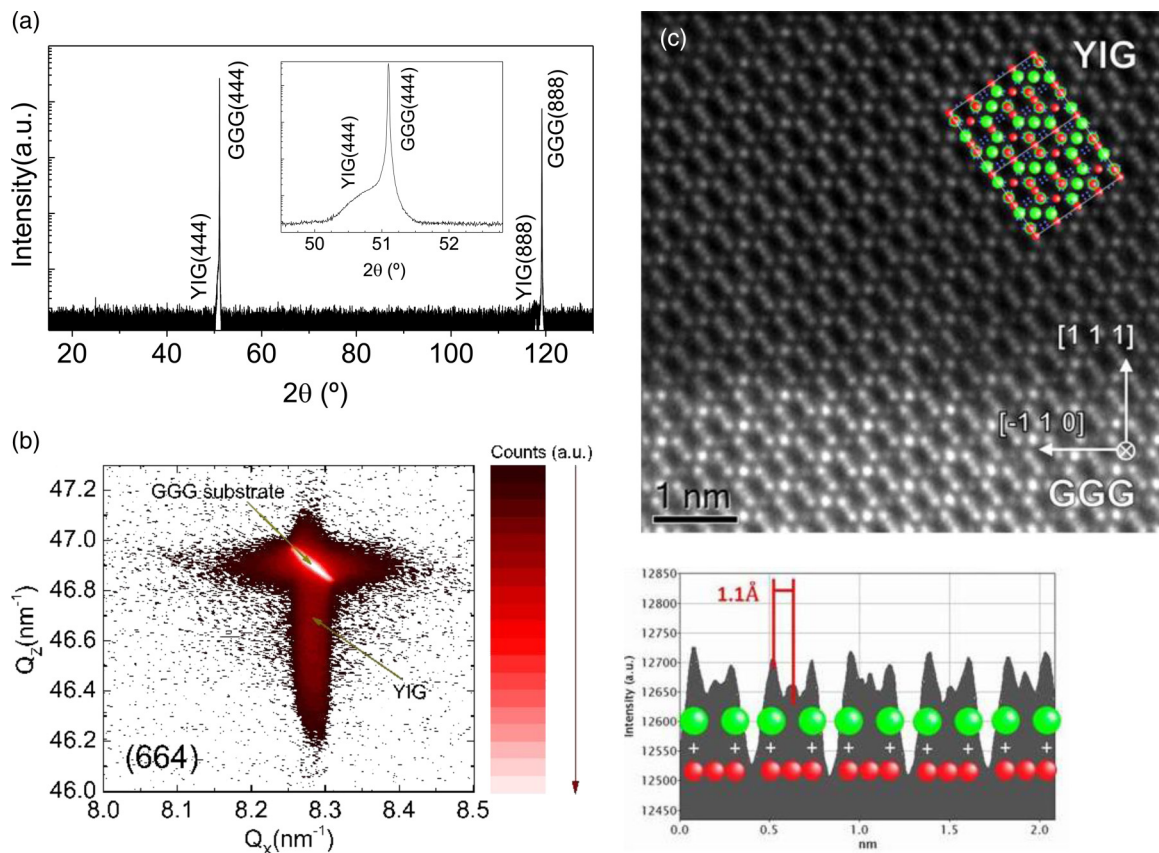 (a)
Intensity(a.u.)
YIG(444)
GGG(444)
YIG(888)
GGG(888)
20 40 60 80 100 120
2θ (º)
YIG(444)
GGG(444)
50 51 52
2θ (º)
(b)
Counts (a.u.)
47.2
47.0
46.8
46.6
46.4
46.2
46.0
Q_Z(nm⁻¹)
GGG substrate
YIG
(664)
8.0 8.1 8.2 8.3 8.4 8.5
Q_X(nm⁻¹)
(c)
YIG
[1 1 1]
[-1 1 0]
GGG
1 nm
12850
12800
12750
12700
12650
12600
12550
12500
12450
Intensity (a.u.)
1.1Å
+ + + + + + + + + +
0.0 0.5 1.0 1.5 2.0
nm